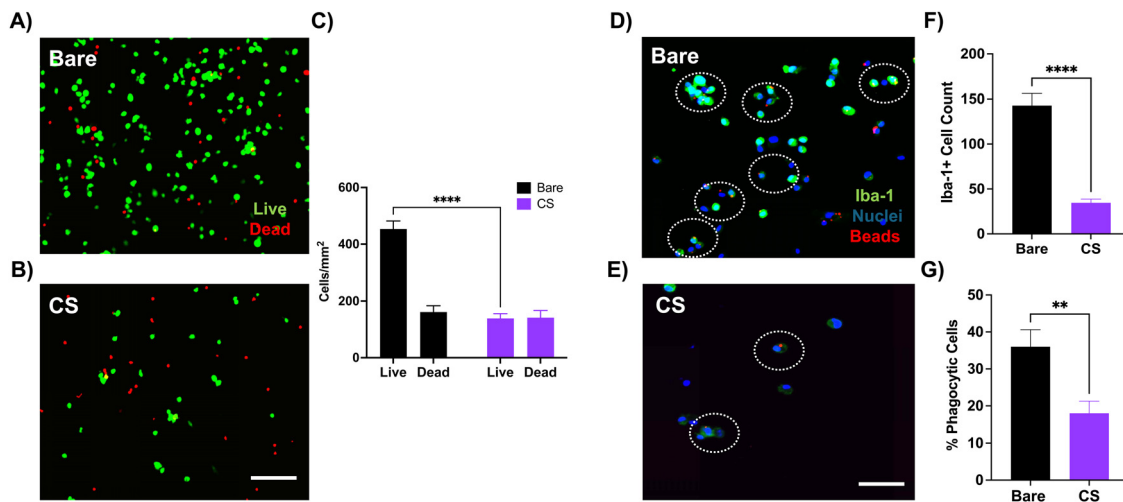 A)
Bare
Live
Dead
B)
CS
C)
Bare
CS
600
400
200
0
Cells/mm²
****
Live Dead Live Dead
D)
Bare
Iba-1
Nuclei
Beads
E)
CS
F)
200
150
100
50
0
Iba-1+ Cell Count
****
Bare CS
G)
50
40
30
20
10
0
% Phagocytic Cells
**
Bare CS